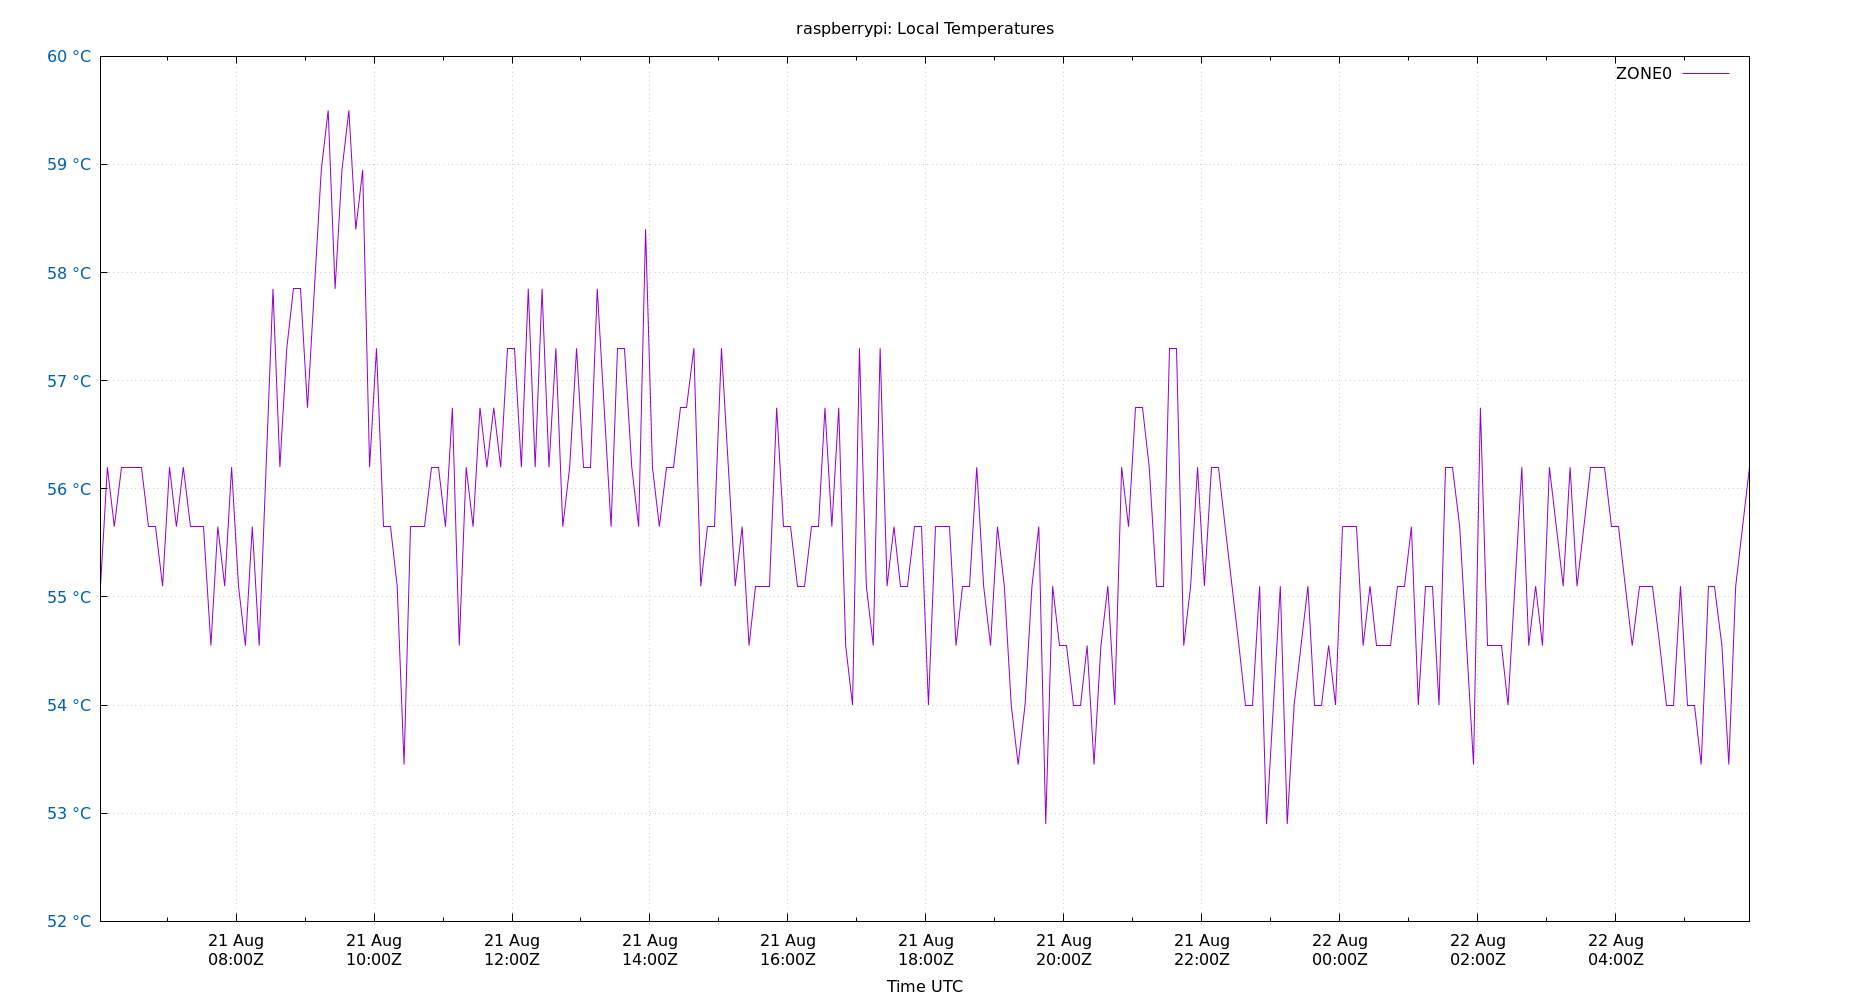 raspberrypi: Local Temperatures
60 °C
ZONE0
59 °C
58 °C
57 °C
56 °C
55 °C
54 °C
53 °C
52 °C
21 Aug 21 Aug 21 Aug 21 Aug 21 Aug 21 Aug 21 Aug 21 Aug 22 Aug 22 Aug 22 Aug
08:00Z 10:00Z 12:00Z 14:00Z 16:00Z 18:00Z 20:00Z 22:00Z 00:00Z 02:00Z 04:00Z
Time UTC